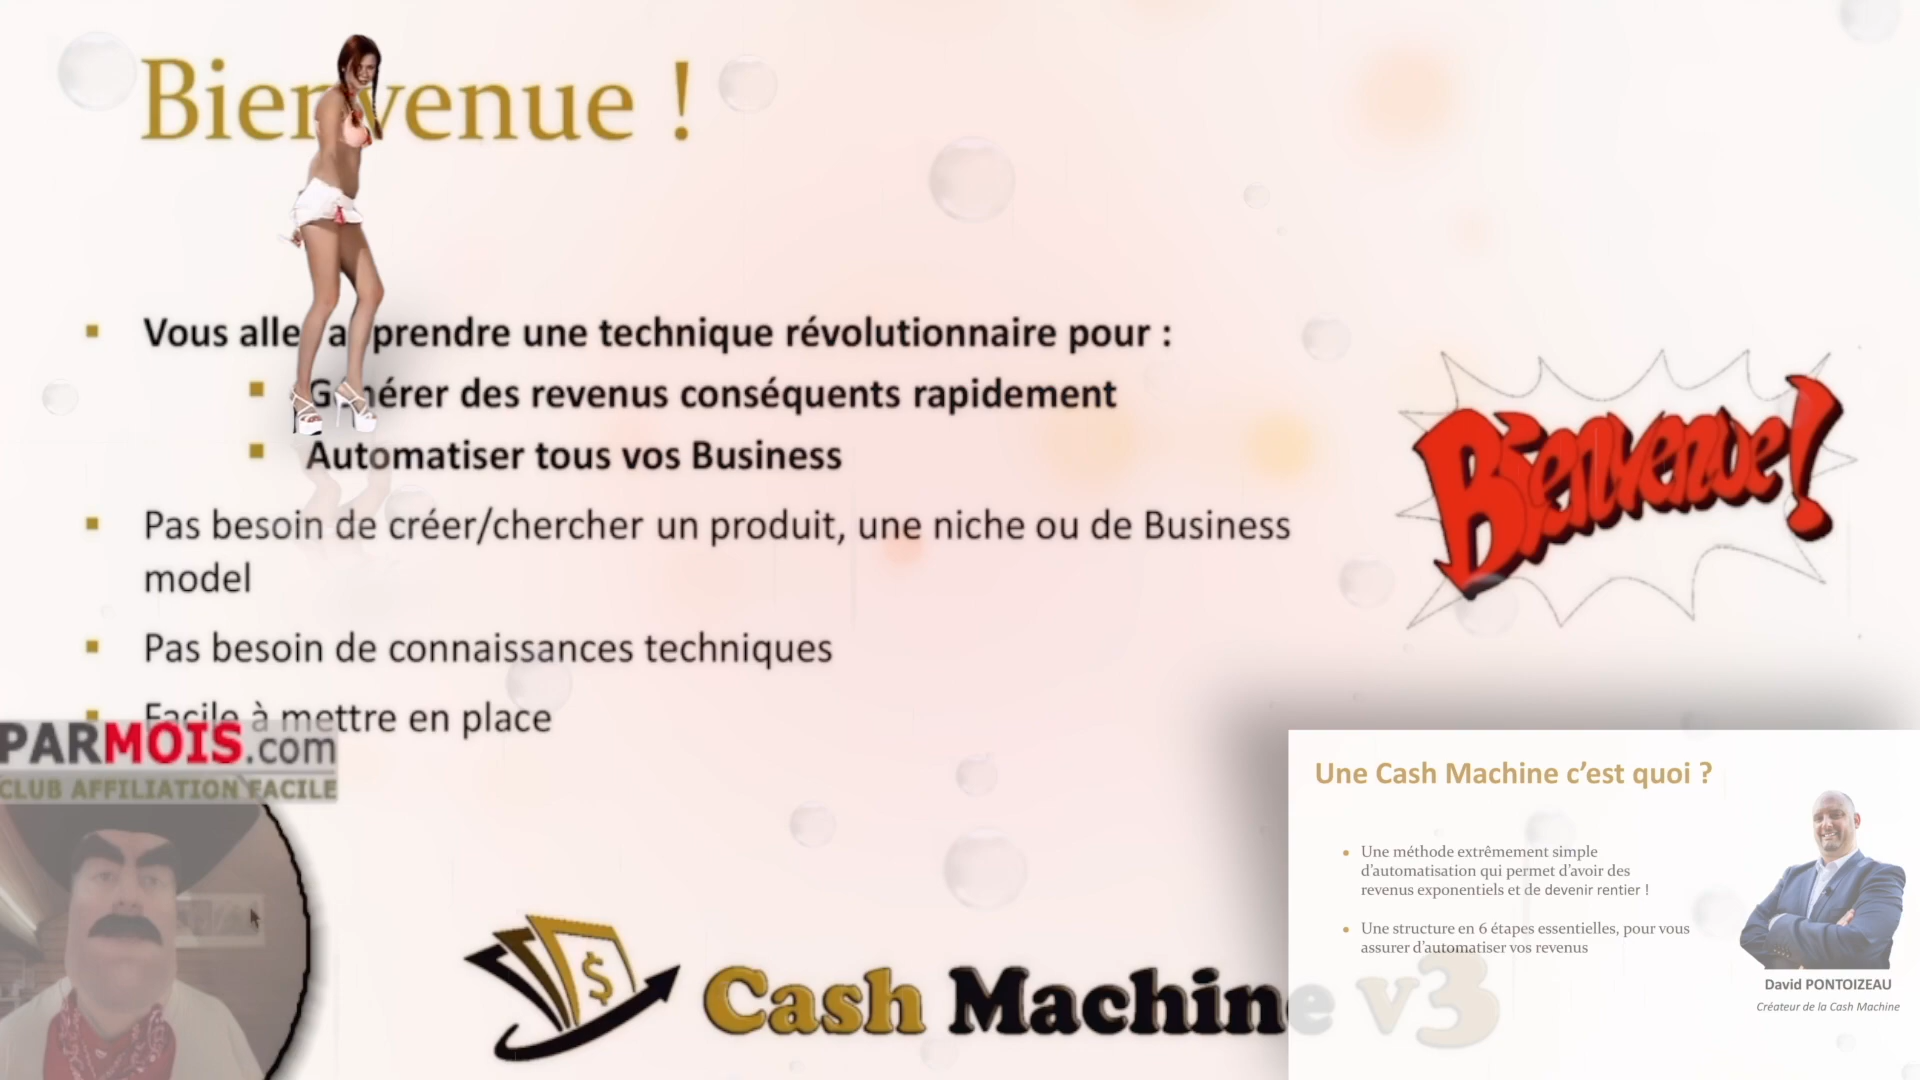 Bienvenue !
Vous allez apprendre une technique révolutionnaire pour :
Générer des revenus conséquents rapidement
Automatiser tous vos Business
Pas besoin de créer/chercher un produit, une niche ou de Business
model
Pas besoin de connaissances techniques
Facile à mettre en place
Bienvenue!
PARMOIS.com
CLUB AFFILIATION FACILE
Cash Machine v3
Une Cash Machine c'est quoi ?
Une méthode extrêmement simple
d'automatisation qui permet d'avoir des
revenus exponentiels et de devenir rentier !
Une structure en 6 étapes essentielles, pour vous
assurer d'automatiser vos revenus
David PONTOIZEAU
Créateur de la Cash Machine